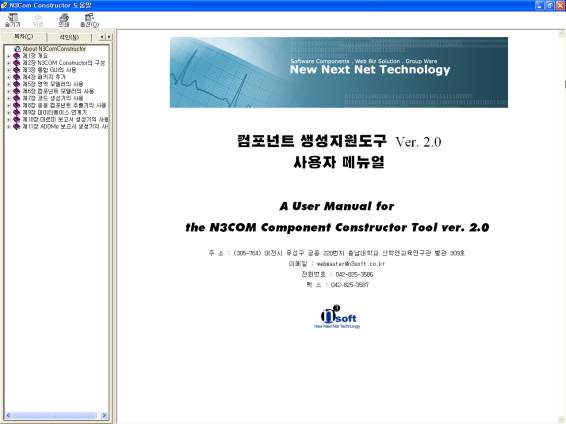 N3Com Constructor 도움말
숨기기 뒤로 인쇄 옵션(O)
목차(C) 색인(N)
About N3ComConstructor
제1장 개요
제2장 N3COM Constructor의 구성
제3장 통합 GUI의 사용
제4장 패키지 추가
제5장 영역 모델러의 사용
제6장 컴포넌트 모델러의 사용
제7장 코드 생성기의 사용
제8장 응용 컴포넌트 추출기의 사용
제9장 데이타베이스 연계기
제10장 마르미 보고서 생성기의 사용
제11장 ADDMe 보고서 생성기의 사
Software Components . Web Biz Solution . Group Ware
New Next Net Technology
컴포넌트 생성지원도구 Ver. 2.0
사용자 메뉴얼
A User Manual for
the N3COM Component Constructor Tool ver. 2.0
주 소 : (305-764) 대전시 유성구 궁동 220번지 충남대학교 산학연교육연구관 별관 309호
이메일 : webmaster@n3soft.co.kr
전화번호 : 042-825-3586
팩 스 : 042-825-3587
n3soft
New Next Net Technology